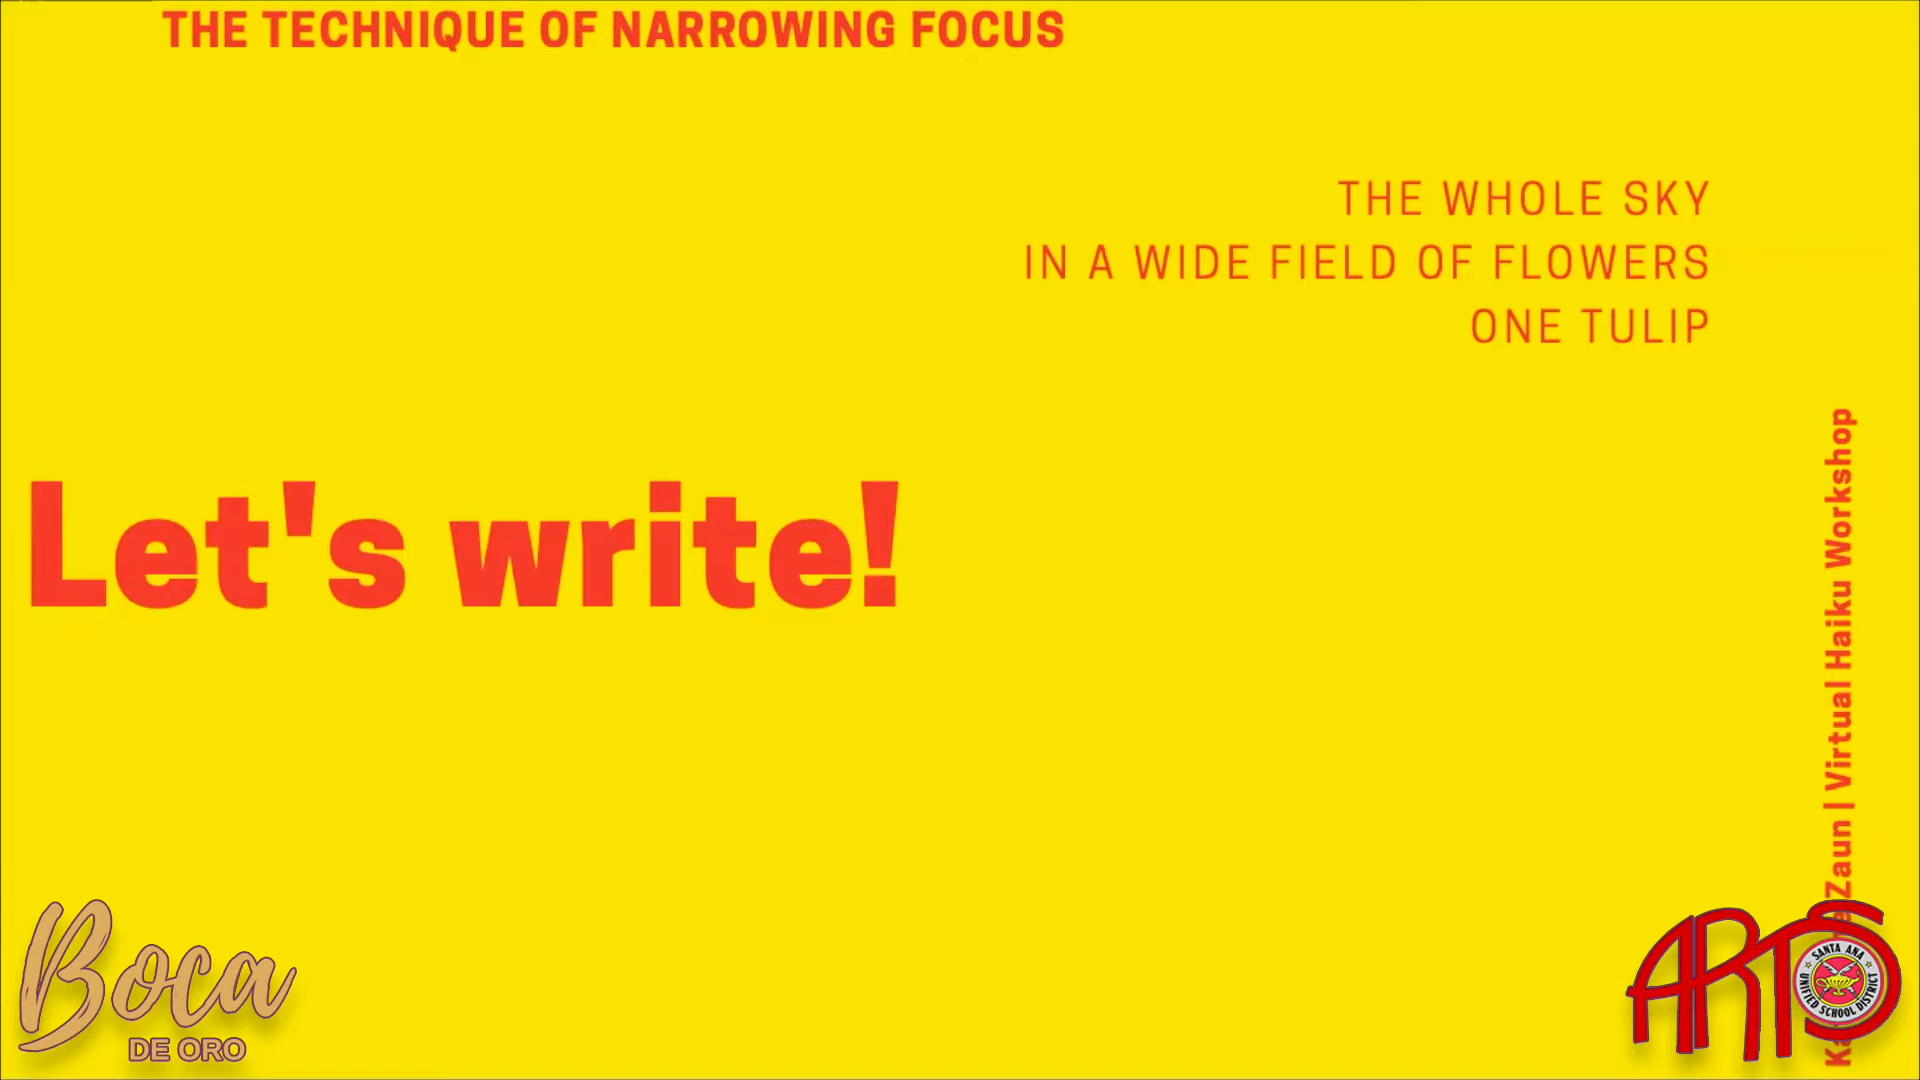 THE TECHNIQUE OF NARROWING FOCUS
THE WHOLE SKY
IN A WIDE FIELD OF FLOWERS
ONE TULIP
Let's write!
Zaun | Virtual Haiku Workshop
Boca
DE ORO
ARTS
SANTA ANA
UNIFIED SCHOOL DISTRICT